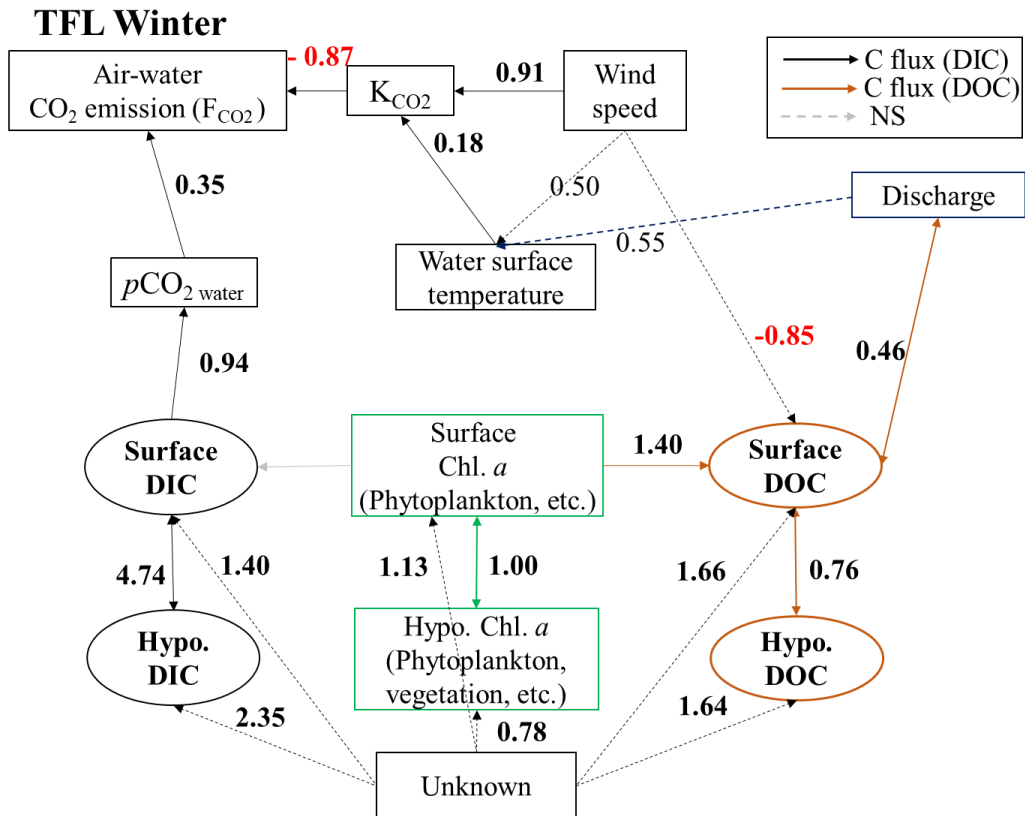 TFL Winter
Air-water
CO₂ emission (F_CO2)
- 0.87
K_CO2
0.91
Wind
speed
C flux (DIC)
C flux (DOC)
NS
0.35
0.18
0.50
0.55
Discharge
pCO₂ water
Water surface
temperature
0.94
-0.85
0.46
Surface
DIC
Surface
Chl. a
(Phytoplankton, etc.)
1.40
Surface
DOC
4.74
1.40
1.13
1.00
1.66
0.76
Hypo.
DIC
Hypo. Chl. a
(Phytoplankton,
vegetation, etc.)
Hypo.
DOC
2.35
0.78
1.64
Unknown